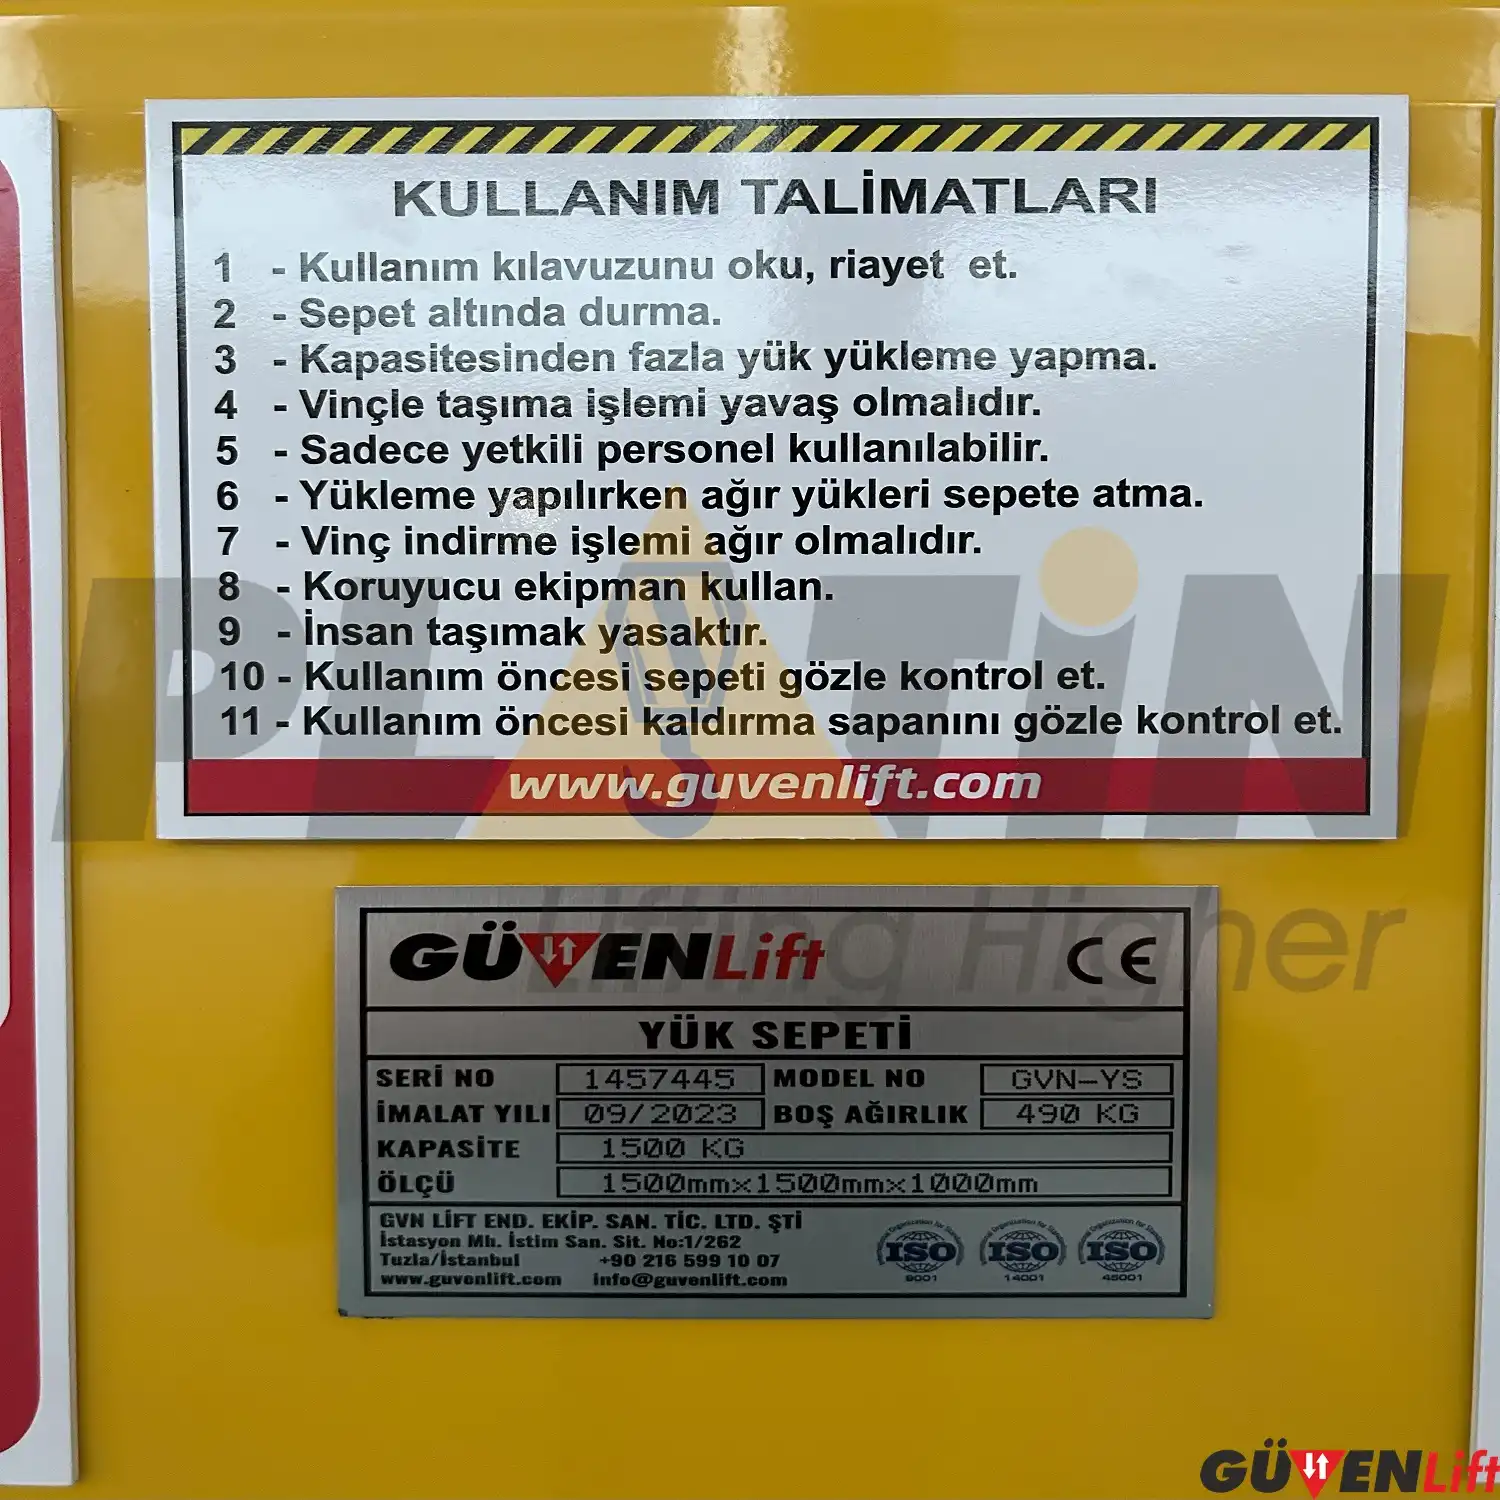 KULLANIM TALİMATLARI
1 - Kullanım kılavuzunu oku, riayet et.
2 - Sepet altında durma.
3 - Kapasitesinden fazla yük yükleme yapma.
4 - Vinçle taşıma işlemi yavaş olmalıdır.
5 - Sadece yetkili personel kullanılabilir.
6 - Yükleme yapılırken ağır yükleri sepete atma.
7 - Vinç indirme işlemi ağır olmalıdır.
8 - Koruyucu ekipman kullan.
9 - İnsan taşımak yasaktır.
10 - Kullanım öncesi sepeti gözle kontrol et.
11 - Kullanım öncesi kaldırma sapanını gözle kontrol et.
www.guvenlift.com
PLATİN
Lifting Higher
GÜVENLift CE
YÜK SEPETİ
SERİ NO 1457445 MODEL NO GVN-YS
İMALAT YILI 09/2023 BOŞ AĞIRLIK 490 KG
KAPASİTE 1500 KG
ÖLÇÜ 1500mmx1500mmx1000mm
GVN LİFT END. EKİP. SAN. TİC. LTD. ŞTİ
İstasyon Mh. İstim San. Sit. No:1/262
Tuzla/İstanbul +90 216 599 10 07
www.guvenlift.com info@guvenlift.com
ISO ISO ISO
9001 14001 45001
GÜVENLift